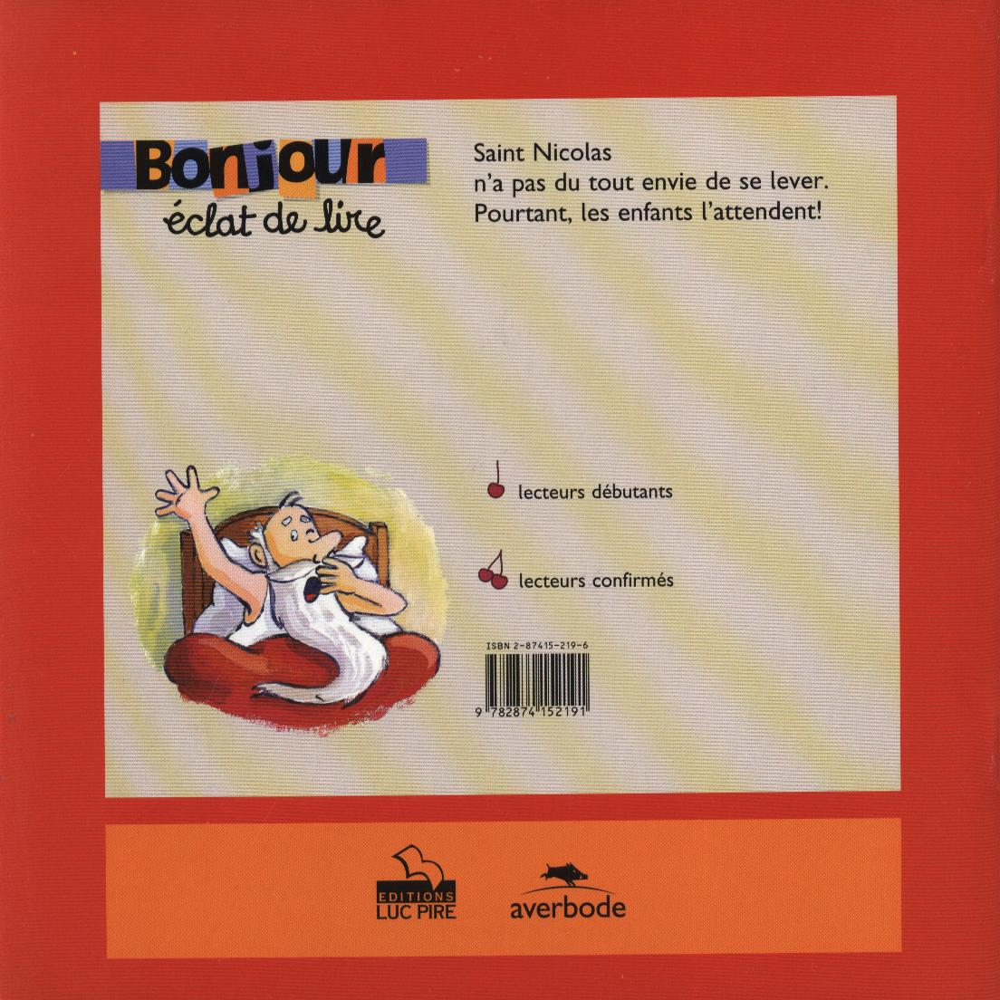 Bonjour
éclat de lire
Saint Nicolas
n'a pas du tout envie de se lever.
Pourtant, les enfants l'attendent!
lecteurs débutants
lecteurs confirmés
ISBN 2-87415-219-6
9 782874 152191
EDITIONS
LUC PIRE
averbode